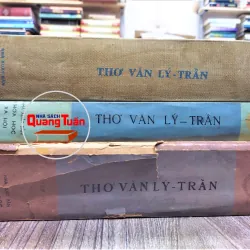 THƠ VĂN LÝ - TRẦN
NHÀ SÁCH
Quang Tuấn
THƠ VĂN LÝ - TRẦN
THƠ VĂN LÝ - TRẦN